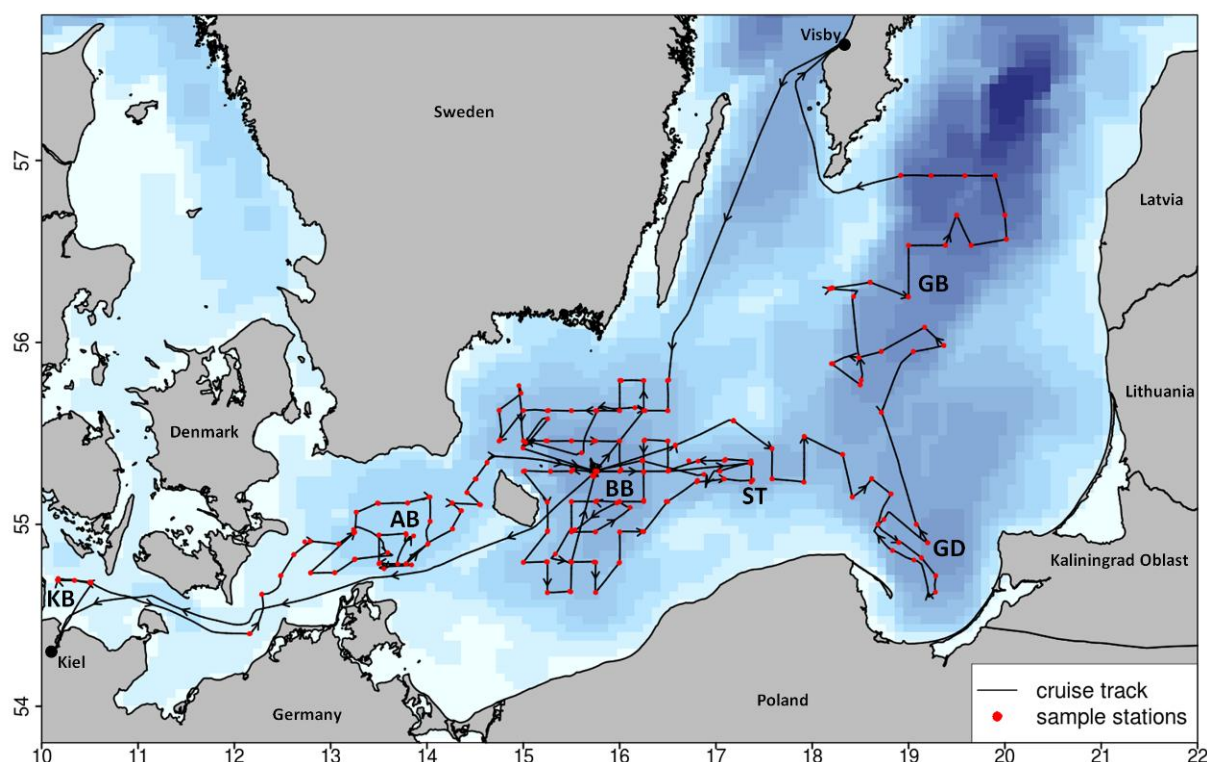 Visby
Sweden
57
Latvia
GB
56
Lithuania
Denmark
BB
ST
AB
55
GD
Kaliningrad Oblast
KB
Kiel
54
Germany
Poland
cruise track
sample stations
10 11 12 13 14 15 16 17 18 19 20 21 22